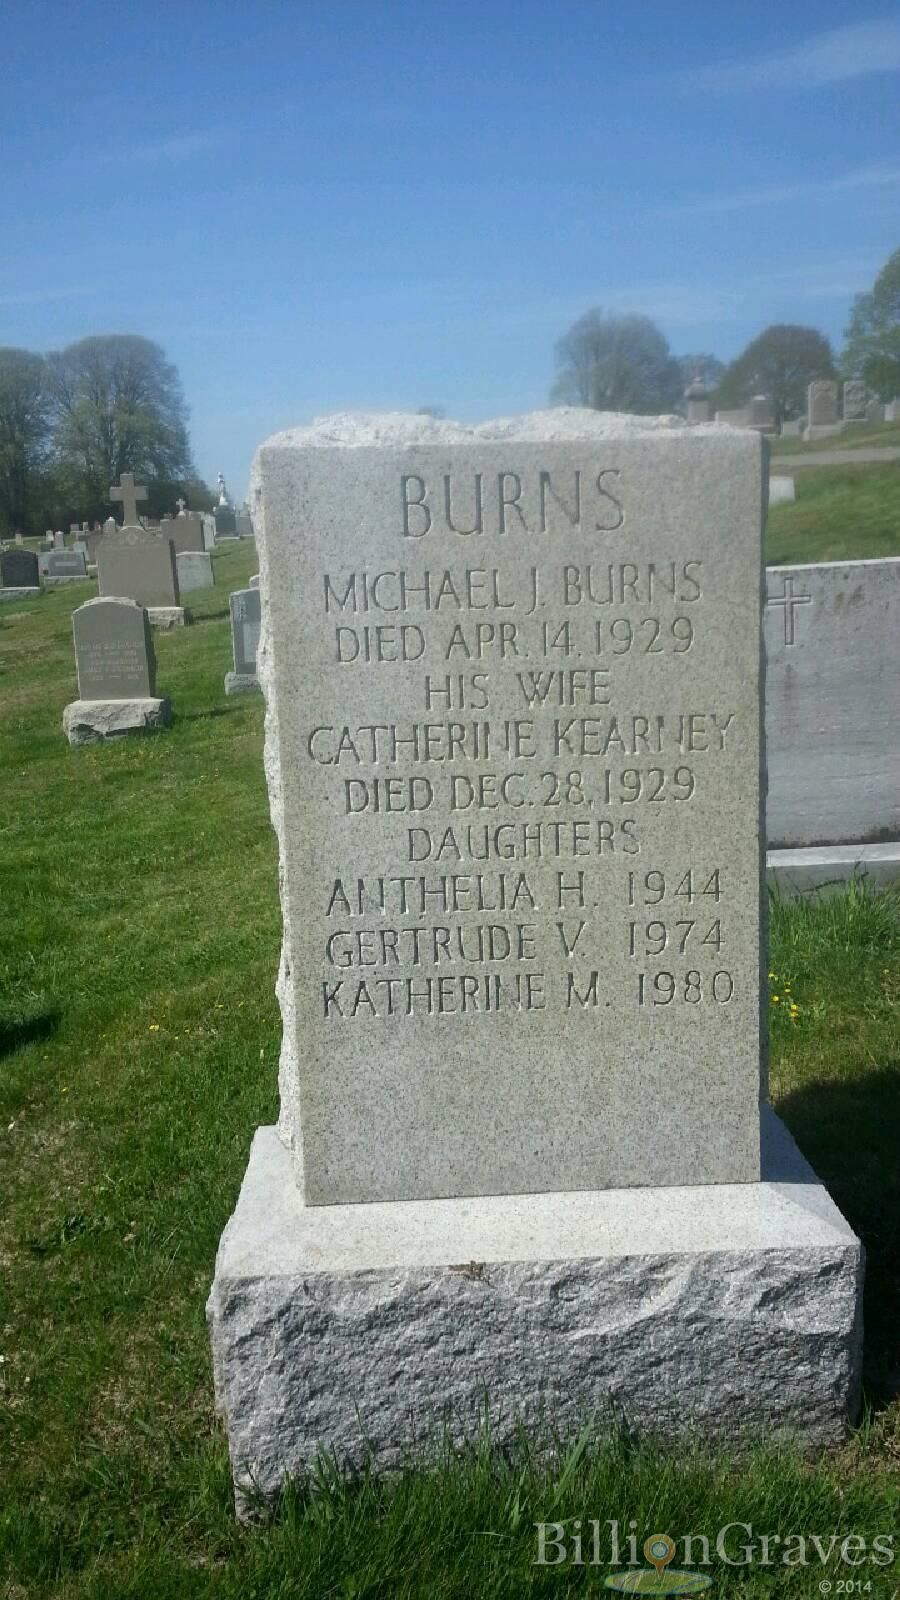 BURNS
MICHAEL J. BURNS
DIED APR. 14, 1929
HIS WIFE
CATHERINE KEARNEY
DIED DEC. 28, 1929
DAUGHTERS
ANTHELIA H. 1944
GERTRUDE V. 1974
KATHERINE M. 1980
BillionGraves
© 2014